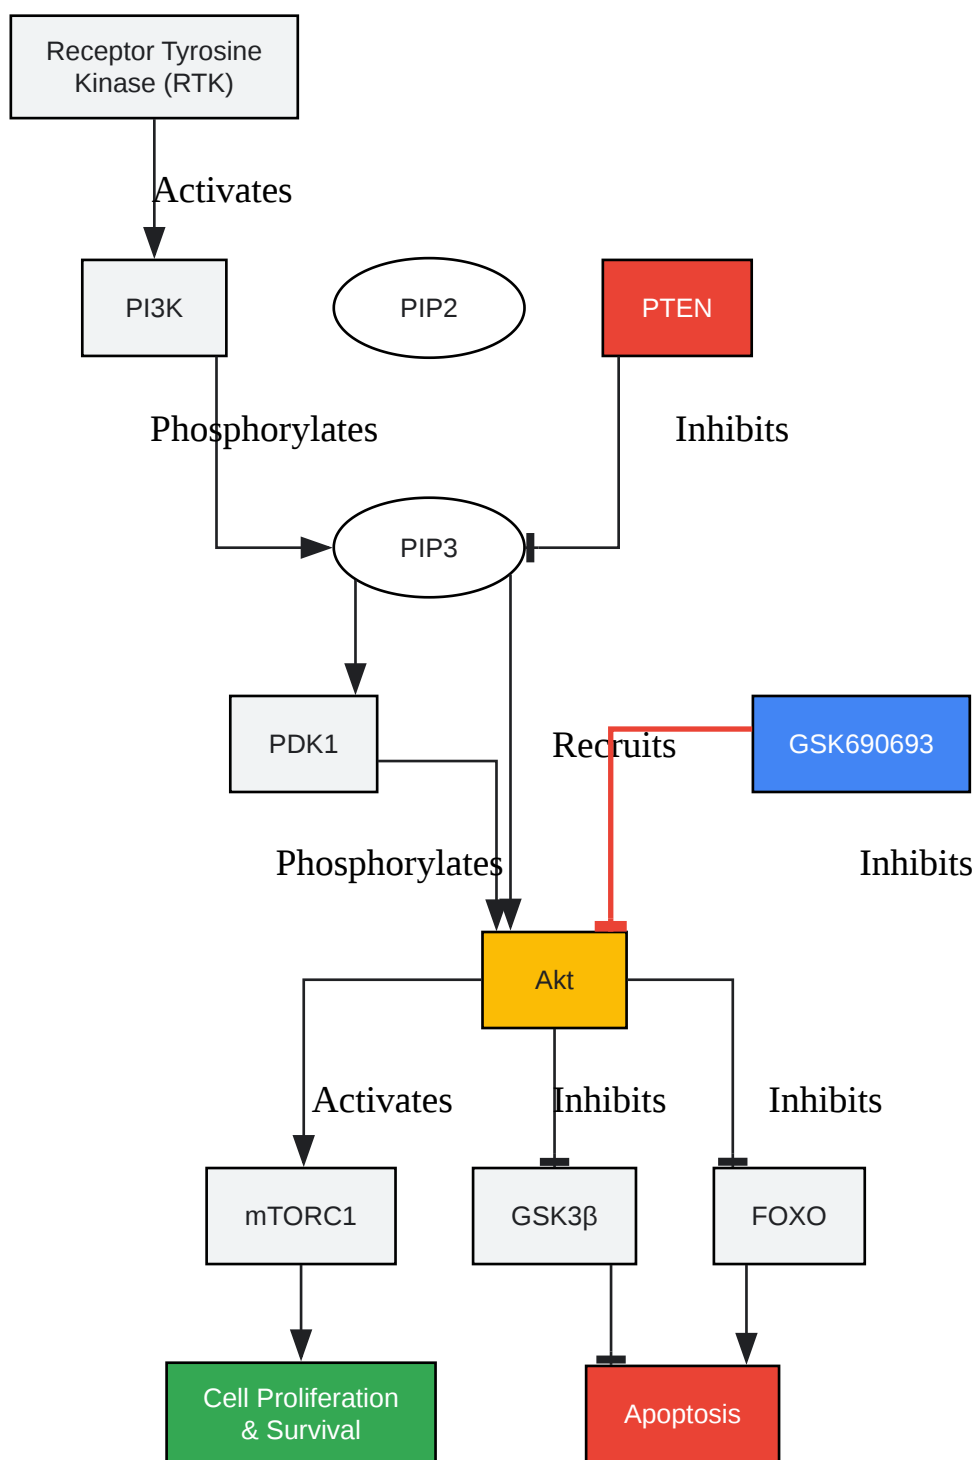 Receptor Tyrosine
Kinase (RTK)
Activates
PI3K
PIP2
PTEN
Phosphorylates
Inhibits
PIP3
PDK1
Recruits
GSK690693
Phosphorylates
Inhibits
Akt
Activates
Inhibits
Inhibits
mTORC1
GSK3β
FOXO
Cell Proliferation
& Survival
Apoptosis